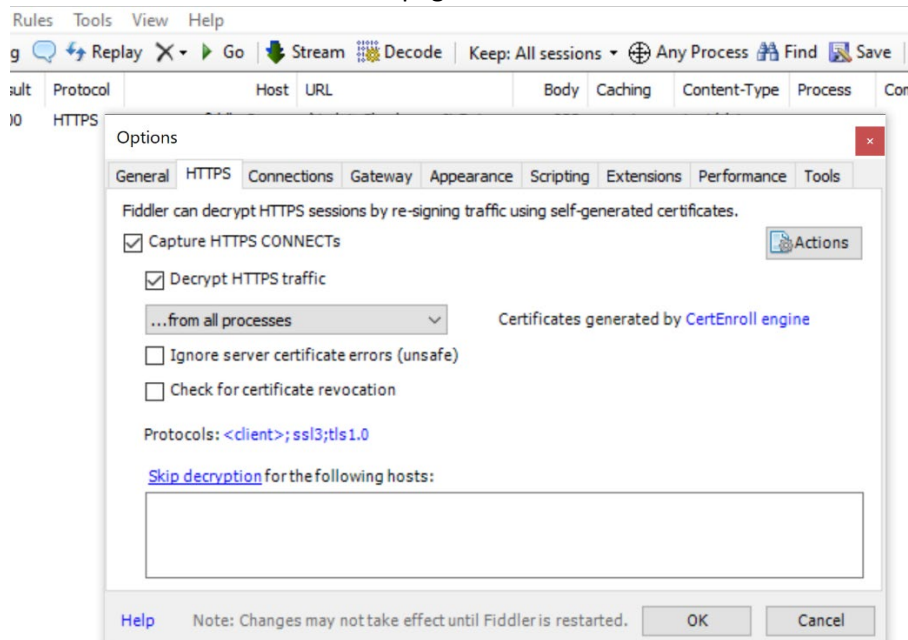 Rules Tools View Help
g Replay X Go Stream Decode Keep: All sessions Any Process Find Save
Protocol Host URL Body Caching Content-Type Process
HTTPS
Options
General HTTPS Connections Gateway Appearance Scripting Extensions Performance Tools
Fiddler can decrypt HTTPS sessions by re-signing traffic using self-generated certificates.
Capture HTTPS CONNECTs Actions
Decrypt HTTPS traffic
...from all processes Certificates generated by CertEnroll engine
Ignore server certificate errors (unsafe)
Check for certificate revocation
Protocols: <client>;ssl3;tls1.0
Skip decryption for the following hosts:
Help Note: Changes may not take effect until Fiddler is restarted. OK Cancel